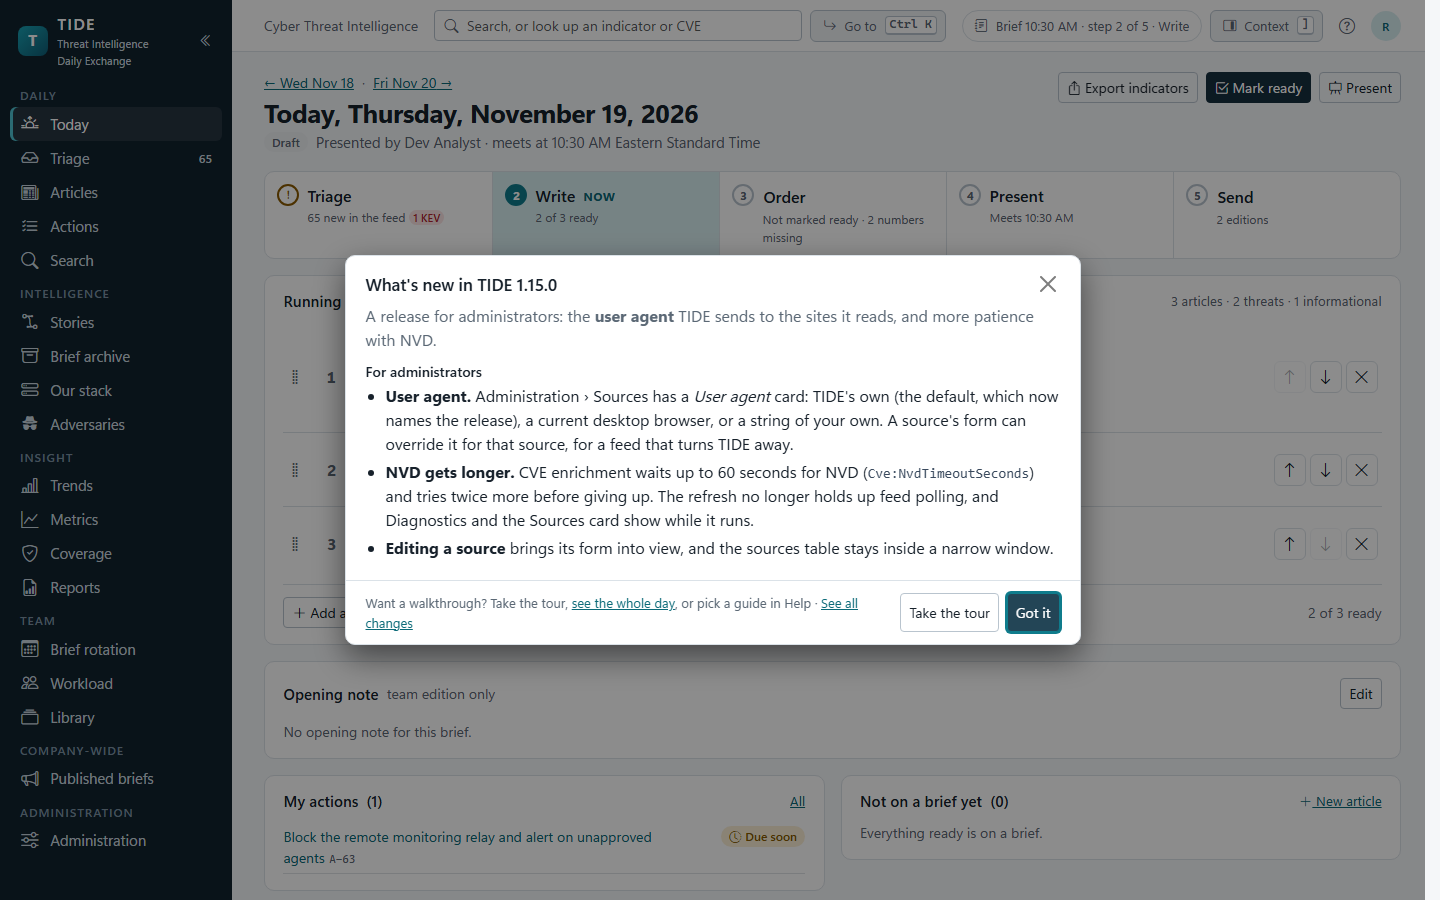 T
TIDE
Threat Intelligence
Daily Exchange
DAILY
Today
Triage 65
Articles
Actions
Search
INTELLIGENCE
Stories
Brief archive
Our stack
Adversaries
INSIGHT
Trends
Metrics
Coverage
Reports
TEAM
Brief rotation
Workload
Library
COMPANY-WIDE
Published briefs
ADMINISTRATION
Administration
Cyber Threat Intelligence
Search, or look up an indicator or CVE
Go to Ctrl K
Brief 10:30 AM · step 2 of 5 · Write
Context ]
R
← Wed Nov 18 · Fri Nov 20 →
Export indicators
Mark ready
Present
Today, Thursday, November 19, 2026
Draft Presented by Dev Analyst · meets at 10:30 AM Eastern Standard Time
! Triage
65 new in the feed 1 KEV
2 Write NOW
2 of 3 ready
3 Order
Not marked ready · 2 numbers
missing
4 Present
Meets 10:30 AM
5 Send
2 editions
Running
3 articles · 2 threats · 1 informational
1
2
3
+ Add a
2 of 3 ready
What's new in TIDE 1.15.0
A release for administrators: the user agent TIDE sends to the sites it reads, and more patience
with NVD.
For administrators
• User agent. Administration › Sources has a User agent card: TIDE's own (the default, which now
names the release), a current desktop browser, or a string of your own. A source's form can
override it for that source, for a feed that turns TIDE away.
• NVD gets longer. CVE enrichment waits up to 60 seconds for NVD (Cve:NvdTimeoutSeconds)
and tries twice more before giving up. The refresh no longer holds up feed polling, and
Diagnostics and the Sources card show while it runs.
• Editing a source brings its form into view, and the sources table stays inside a narrow window.
Want a walkthrough? Take the tour, see the whole day, or pick a guide in Help · See all
changes
Take the tour
Got it
Opening note team edition only
Edit
No opening note for this brief.
My actions (1)
All
Block the remote monitoring relay and alert on unapproved
agents A-63
Due soon
Not on a brief yet (0)
+ New article
Everything ready is on a brief.